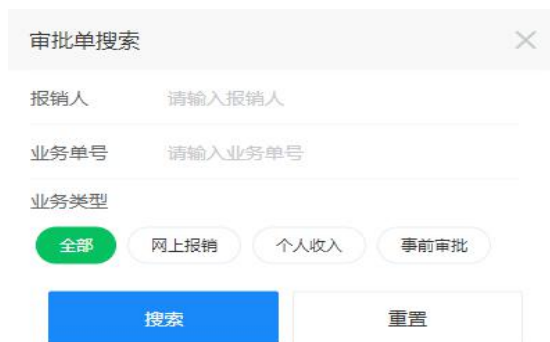 审批单搜索
报销人 请输入报销人
业务单号 请输入业务单号
业务类型
全部 网上报销 个人收入 事前审批
搜索 重置